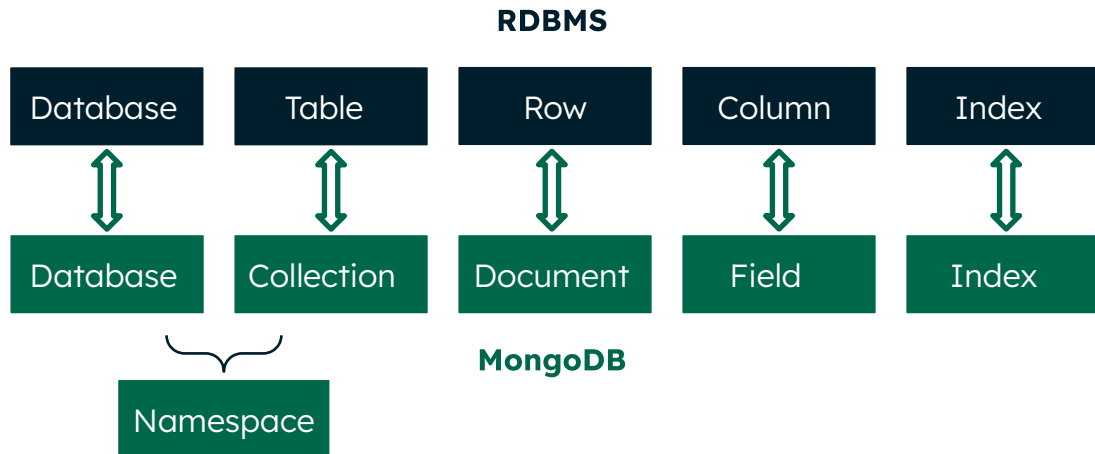 RDBMS
Database Table Row Column Index
Database Collection Document Field Index
MongoDB
Namespace